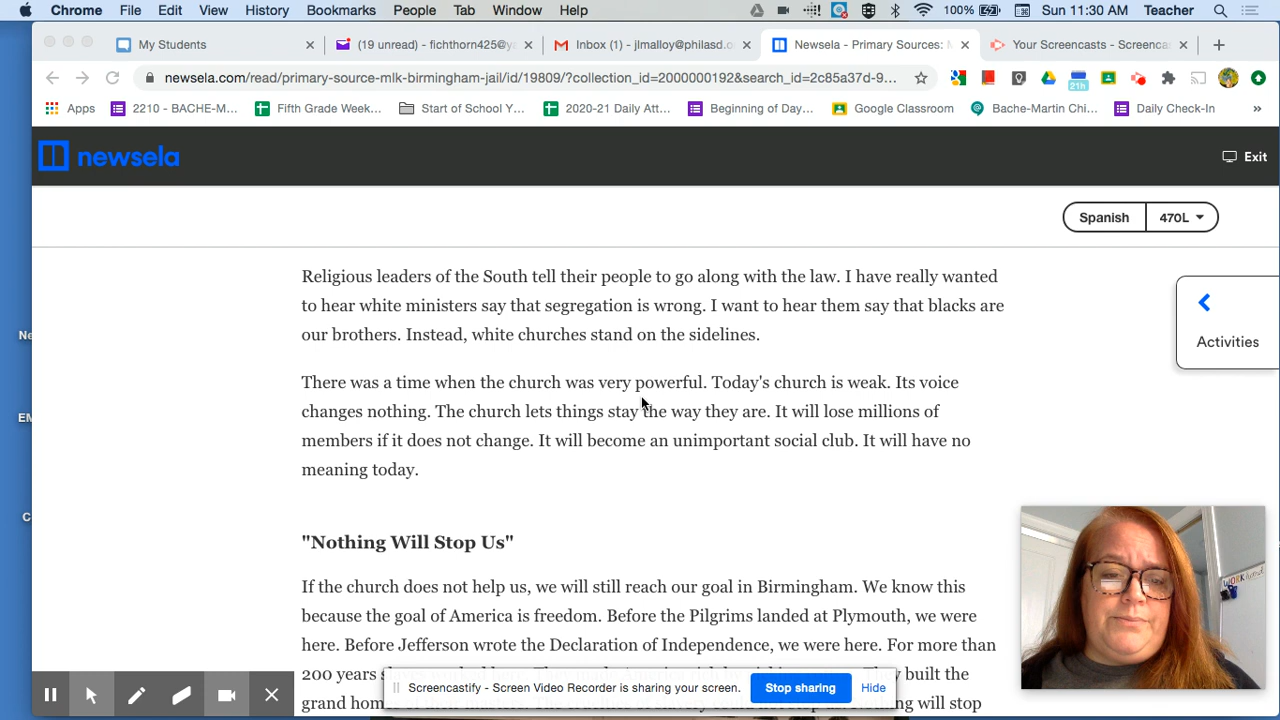 Chrome File Edit View History Bookmarks People Tab Window Help 100% Sun 11:30 AM Teacher
My Students (19 unread) - fichthorn425@y Inbox (1) - jlmalloy@philasd. Newsela - Primary Sources: Your Screencasts - Screenca
newsela.com/read/primary-source-mlk-birmingham-jail/id/19809/?collection_id=2000000192&search_id=2c85a37d-9...
21h
Apps 2210 - BACHE-M... Fifth Grade Week... Start of School Y... 2020-21 Daily Att... Beginning of Day... Google Classroom Bache-Martin Chi... Daily Check-In »
newsela Exit
Spanish 470L
Religious leaders of the South tell their people to go along with the law. I have really wanted
to hear white ministers say that segregation is wrong. I want to hear them say that blacks are
our brothers. Instead, white churches stand on the sidelines.
Activities
There was a time when the church was very powerful. Today's church is weak. Its voice
changes nothing. The church lets things stay the way they are. It will lose millions of
members if it does not change. It will become an unimportant social club. It will have no
meaning today.
"Nothing Will Stop Us"
If the church does not help us, we will still reach our goal in Birmingham. We know this
because the goal of America is freedom. Before the Pilgrims landed at Plymouth, we were
here. Before Jefferson wrote the Declaration of Independence, we were here. For more than
200 years
built the
grand
will stop
Screencastify - Screen Video Recorder is sharing your screen. Stop sharing Hide